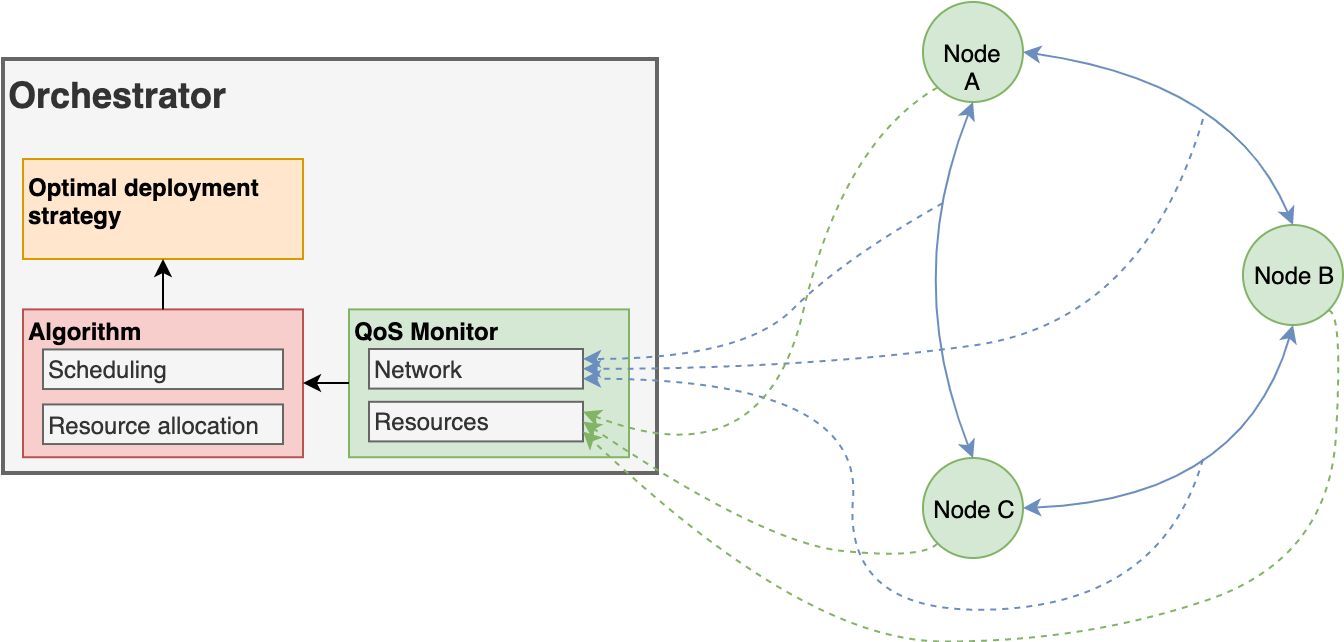 Orchestrator
Optimal deployment
strategy
Algorithm
Scheduling
Resource allocation
QoS Monitor
Network
Resources
Node
A
Node B
Node C